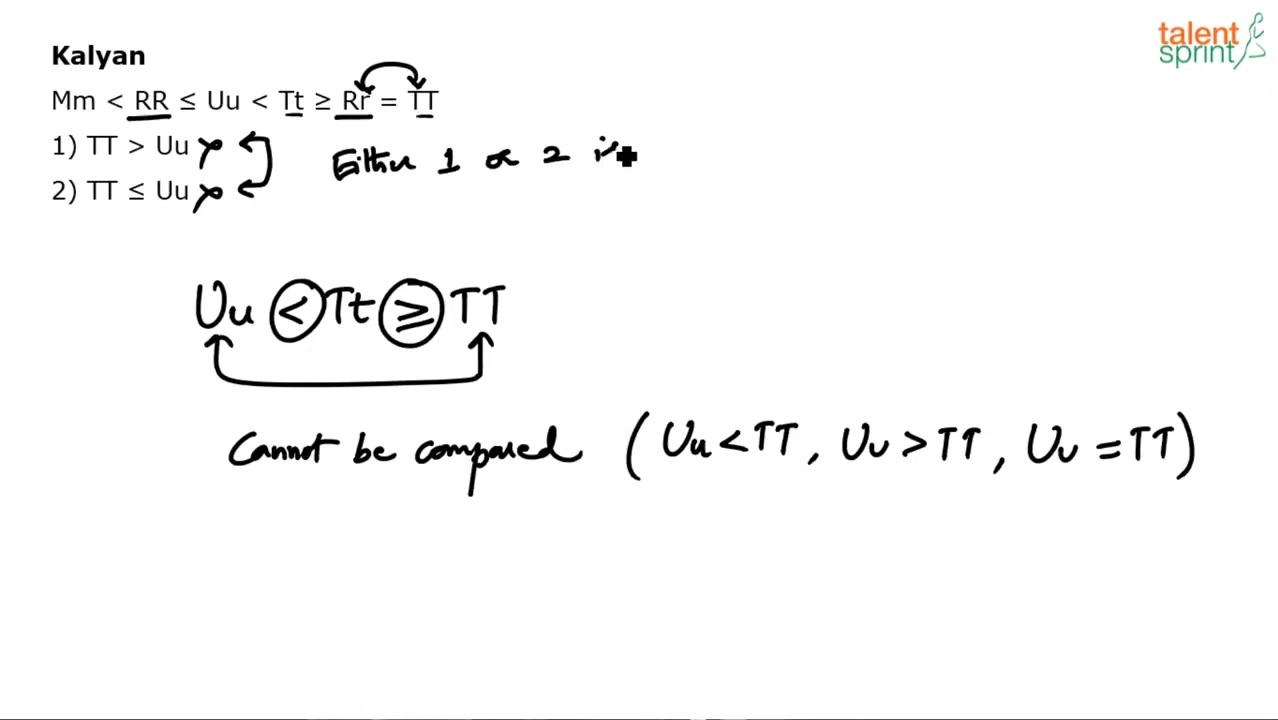 talent
sprint
Kalyan
Mm < RR ≤ Uu < Tt ≥ Rr = TT
1) TT > Uu
2) TT ≤ Uu
Either 1 or 2 is
Uu < Tt ≥ TT
Cannot be compared (Uu < TT, Uu > TT, Uu = TT)